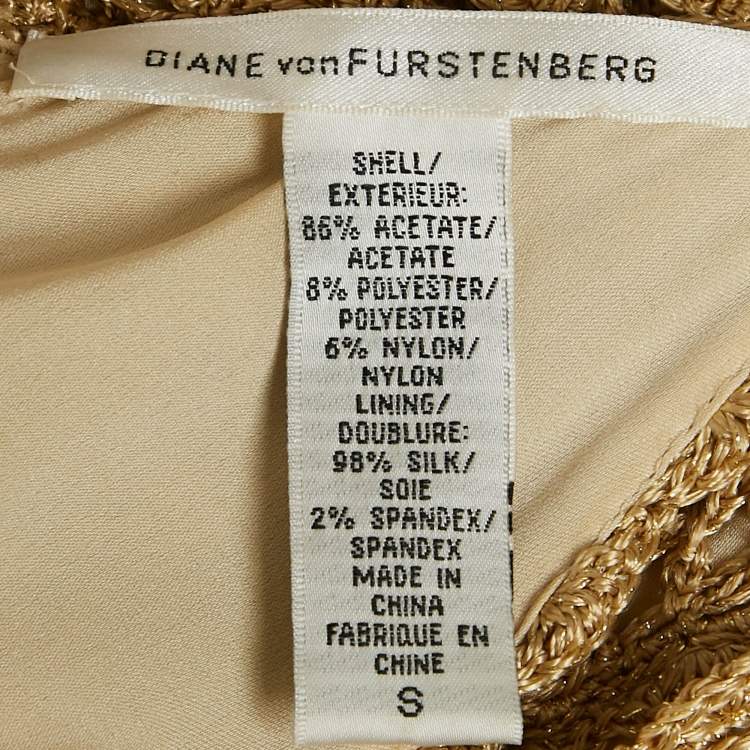 DIANE von FURSTENBERG
SHELL/
EXTERIEUR:
86% ACETATE/
ACETATE
8% POLYESTER/
POLYESTER
6% NYLON/
NYLON
LINING/
DOUBLURE:
98% SILK/
SOIE
2% SPANDEX/
SPANDEX
MADE IN
CHINA
FABRIQUE EN
CHINE
S